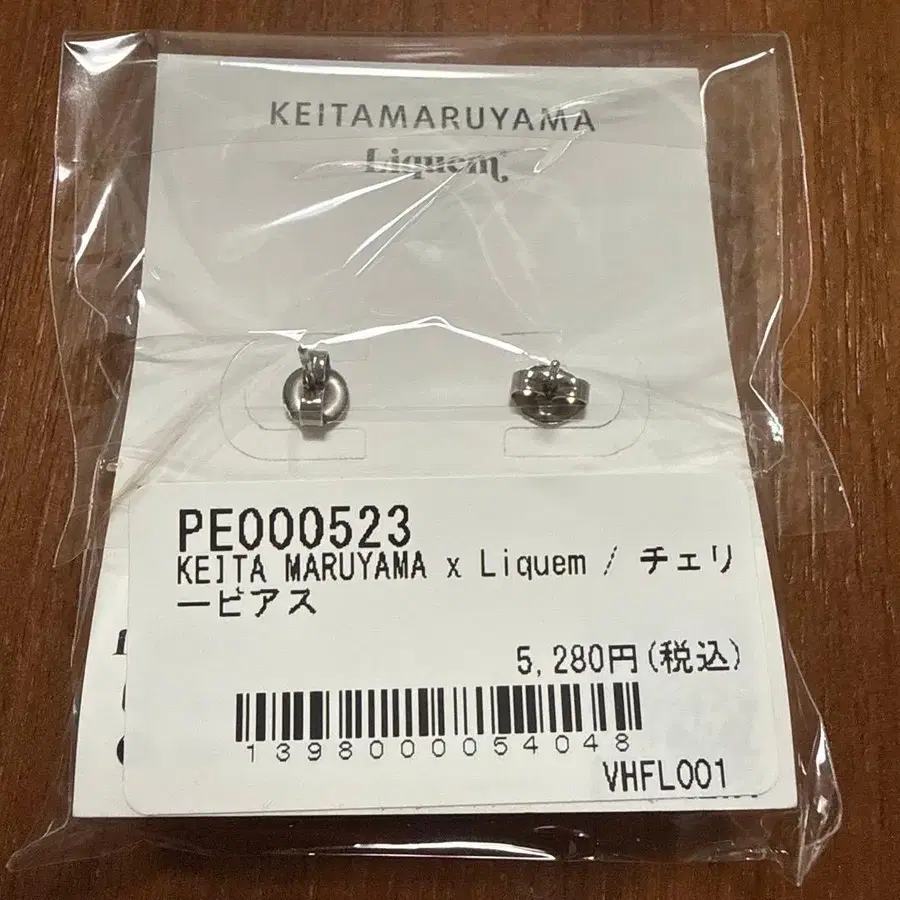 KEITAMARUYAMA
Liquem
PE000523
KEITA MARUYAMA x Liquem / チェリ
ーピアス
5,280円(税込)
1398000054048
VHFL001